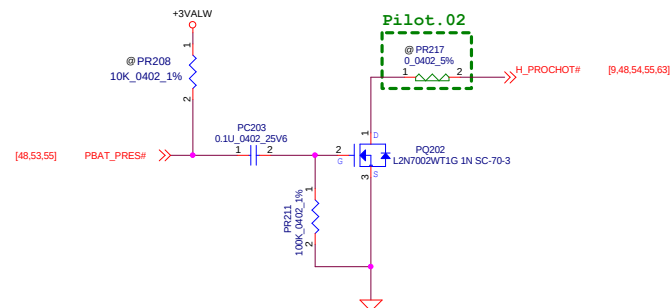 Pilot.02
+3VALW
@ PR217
0_0402_5%
1
2
H_PROCHOT#
[9,48,54,55,63]
1
@ PR208
10K_0402_1%
2
PC203
0.1U_0402_25V6
1
2
[48,53,55]
PBAT_PRES#
1
D
2
G
PQ202
L2N7002WT1G 1N SC-70-3
3
S
1
PR211
100K_0402_1%
2